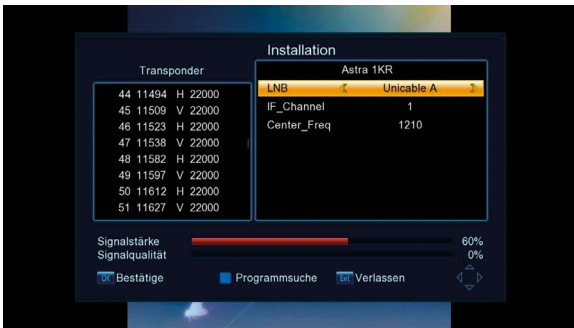 Installation
Transponder
44 11494 H 22000
45 11509 V 22000
46 11523 H 22000
47 11538 V 22000
48 11582 H 22000
49 11597 V 22000
50 11612 H 22000
51 11627 V 22000
Astra 1KR
LNB Unicable A
IF_Channel 1
Center_Freq 1210
Signalstärke 60%
Signalqualität 0%
OK Bestätige Programmsuche Exit Verlassen